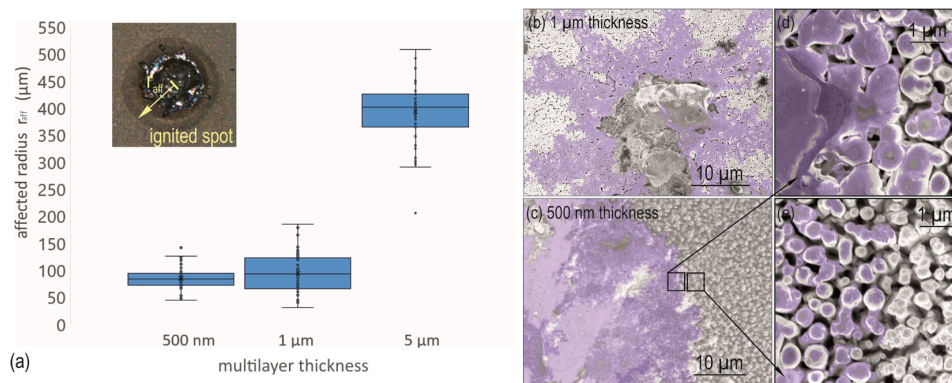 550
500
450
400
350
300
250
200
150
100
50
0
affected radius r_aff (µm)
r_aff
ignited spot
500 nm
1 µm
5 µm
multilayer thickness
(a)
(b) 1 µm thickness
10 µm
(c) 500 nm thickness
10 µm
(d)
1 µm
(e)
1 µm